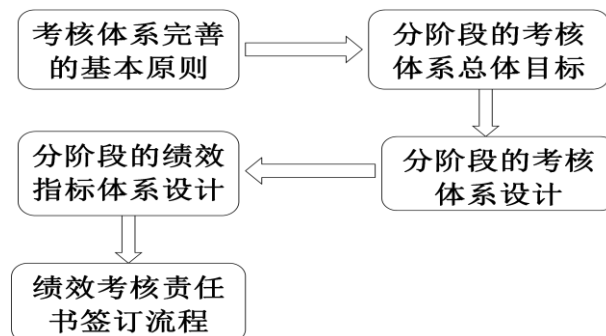 考核体系完善
的基本原则
分阶段的考核
体系总体目标
分阶段的考核
体系设计
分阶段的绩效
指标体系设计
绩效考核责任
书签订流程